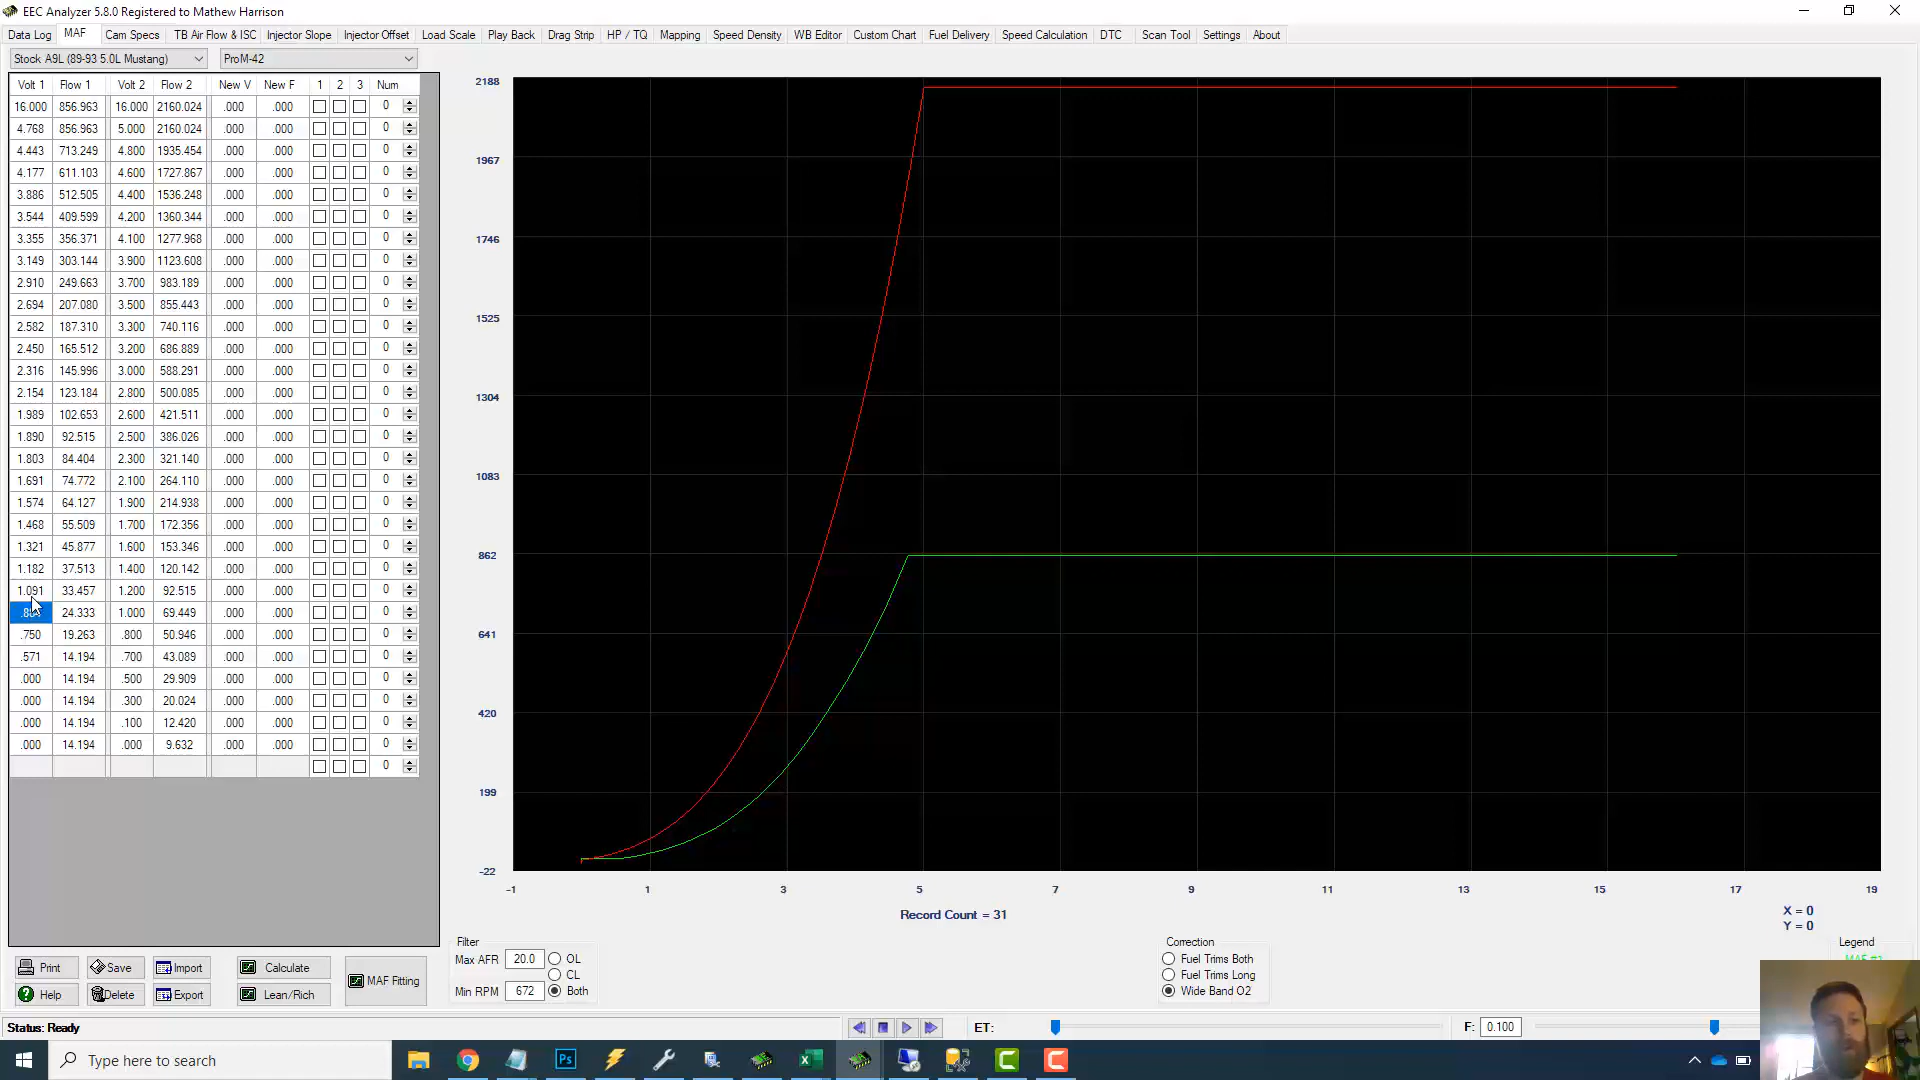 EEC Analyzer 5.8.0 Registered to Mathew Harrison
Data Log MAF Cam Specs TB Air Flow & ISC Injector Slope Injector Offset Load Scale Play Back Drag Strip HP / TQ Mapping Speed Density WB Editor Custom Chart Fuel Delivery Speed Calculation DTC Scan Tool Settings About
Stock A9L (89-93 5.0L Mustang) ProM-42
Volt 1 Flow 1 Volt 2 Flow 2 New V New F 1 2 3 Num
16.000 856.963 16.000 2160.024 .000 .000 0
4.768 856.963 5.000 2160.024 .000 .000 0
4.443 713.249 4.800 1935.454 .000 .000 0
4.177 611.103 4.600 1727.867 .000 .000 0
3.886 512.505 4.400 1536.248 .000 .000 0
3.544 409.599 4.200 1360.344 .000 .000 0
3.355 356.371 4.100 1277.968 .000 .000 0
3.149 303.144 3.900 1123.608 .000 .000 0
2.910 249.663 3.700 983.189 .000 .000 0
2.694 207.080 3.500 855.443 .000 .000 0
2.582 187.310 3.300 740.116 .000 .000 0
2.450 165.512 3.200 686.889 .000 .000 0
2.316 145.996 3.000 588.291 .000 .000 0
2.154 123.184 2.800 500.085 .000 .000 0
1.989 102.653 2.600 421.511 .000 .000 0
1.890 92.515 2.500 386.026 .000 .000 0
1.803 84.404 2.300 321.140 .000 .000 0
1.691 74.772 2.100 264.110 .000 .000 0
1.574 64.127 1.900 214.938 .000 .000 0
1.468 55.509 1.700 172.356 .000 .000 0
1.321 45.877 1.600 153.346 .000 .000 0
1.182 37.513 1.400 120.142 .000 .000 0
1.091 33.457 1.200 92.515 .000 .000 0
24.333 1.000 69.449 .000 .000 0
.750 19.263 .800 50.946 .000 .000 0
.571 14.194 .700 43.089 .000 .000 0
.000 14.194 .500 29.909 .000 .000 0
.000 14.194 .300 20.024 .000 .000 0
.000 14.194 .100 12.420 .000 .000 0
.000 14.194 .000 9.632 .000 .000 0
0
2188
1967
1746
1525
1304
1083
862
641
420
199
-22
-1 1 3 5 7 9 11 13 15 17 19
Record Count = 31
X = 0
Y = 0
Filter
Max AFR 20.0 OL
CL
Min RPM 672 Both
Correction
Fuel Trims Both
Fuel Trims Long
Wide Band O2
Legend
Print Save Import Calculate
MAF Fitting
Help Delete Export Lean/Rich
Status: Ready
ET:
F: 0.100
Type here to search